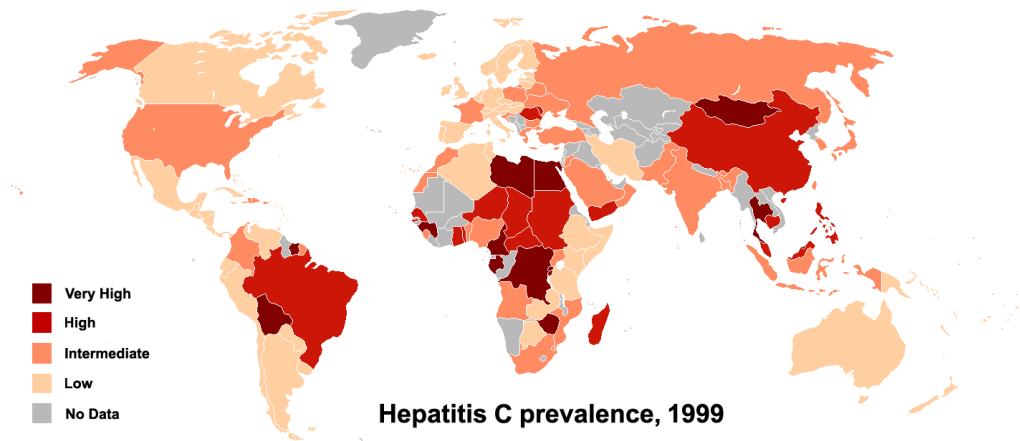 Very High
High
Intermediate
Low
No Data
Hepatitis C prevalence, 1999